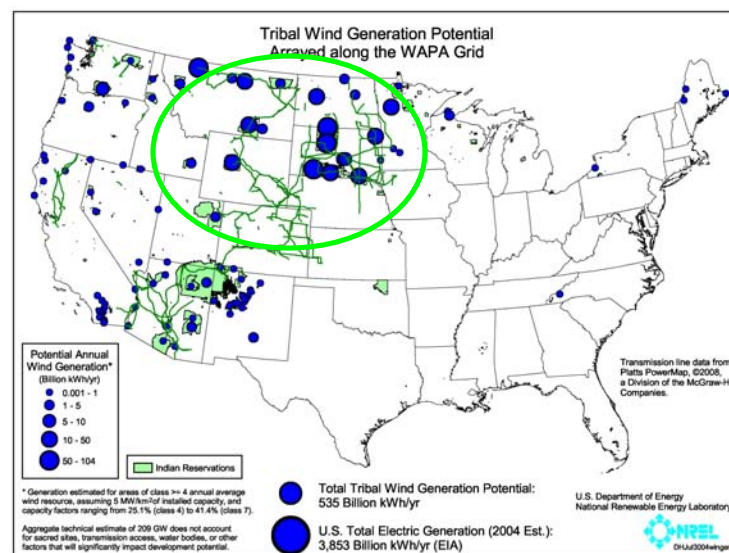 Tribal Wind Generation Potential
Arrayed along the WAPA Grid
Potential Annual
Wind Generation*
(Billion kWh/yr)
0.001 - 1
1 - 5
5 - 10
10 - 50
50 - 104
Indian Reservations
Transmission line data from
Platts PowerMap, ©2008,
a Division of the McGraw-H
Companies.
* Generation estimated for areas of class >= 4 annual average
wind resource, assuming 5 MW/km² of installed capacity, and
capacity factors ranging from 25.1% (class 4) to 41.4% (class 7).
Aggregate technical estimate of 209 GW does not account
for sacred sites, transmission access, water bodies, or other
factors that will significantly impact development potential.
Total Tribal Wind Generation Potential:
535 Billion kWh/yr
U.S. Total Electric Generation (2004 Est.):
3,853 Billion kWh/yr (EIA)
U.S. Department of Energy
National Renewable Energy Laboratory
NREL